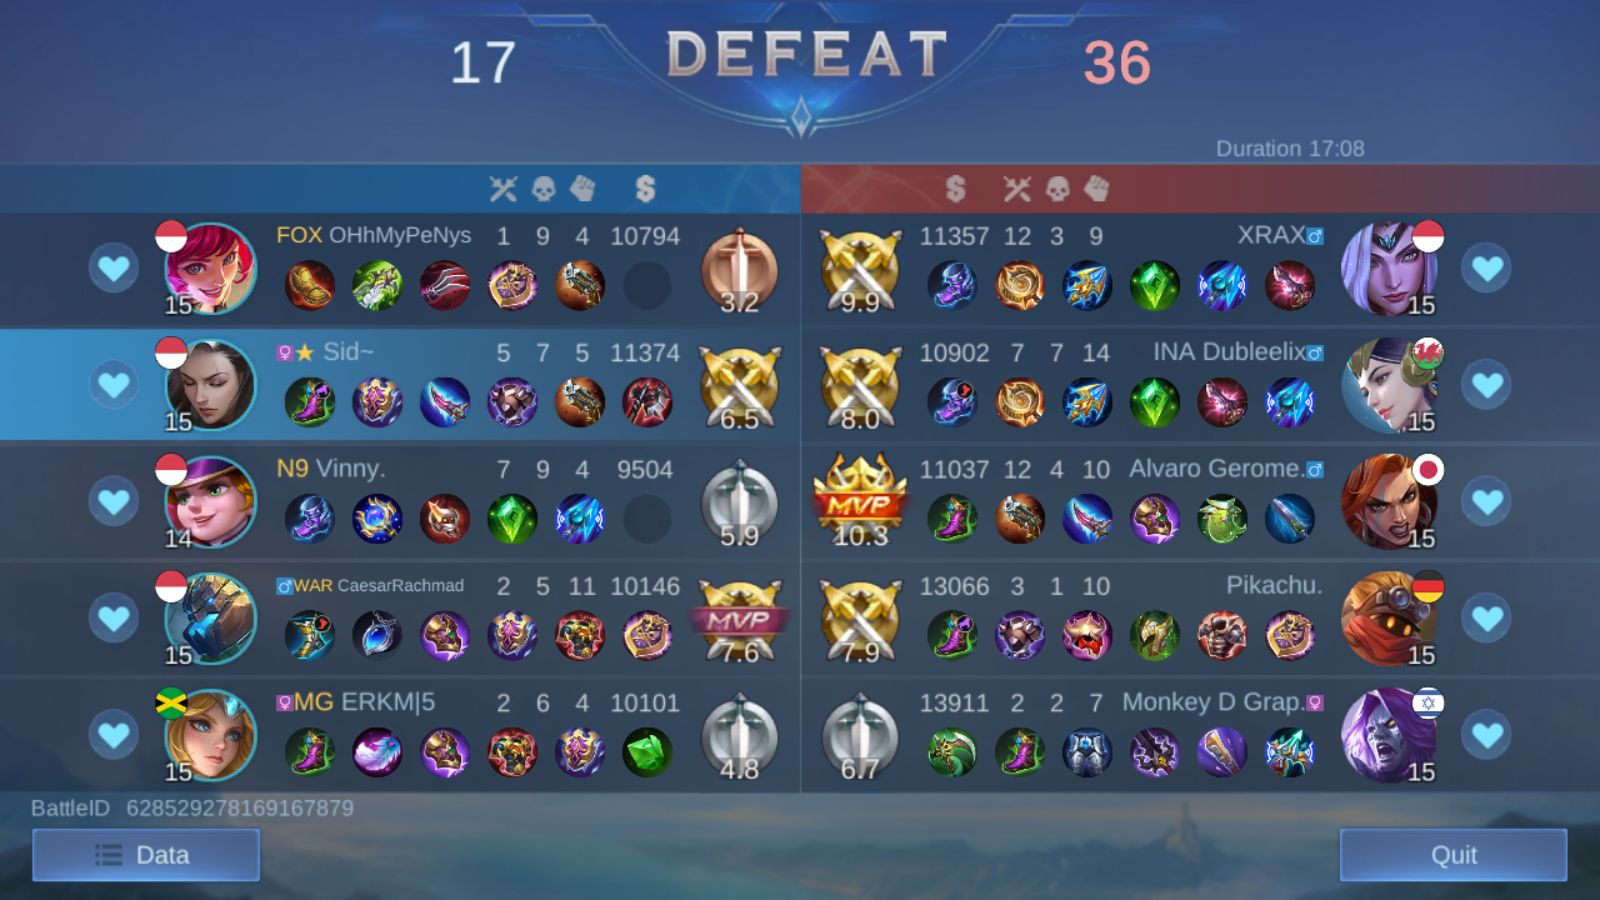 17 DEFEAT 36
Duration 17:08
FOX OHhMyPeNys 1 9 4 10794
15 3.2
11357 12 3 9 XRAX
9.9 15
Sid~ 5 7 5 11374
15 6.5
10902 7 7 14 INA Dubleelix
8.0 15
N9 Vinny. 7 9 4 9504
14 5.9
11037 12 4 10 Alvaro Gerome.
MVP
10.3 15
WAR CaesarRachmad 2 5 11 10146
MVP
15 7.6
13066 3 1 10 Pikachu.
7.9 15
MG ERKM|5 2 6 4 10101
15 4.8
13911 2 2 7 Monkey D Grap.
6.7 15
BattleID 628529278169167879
Data
Quit